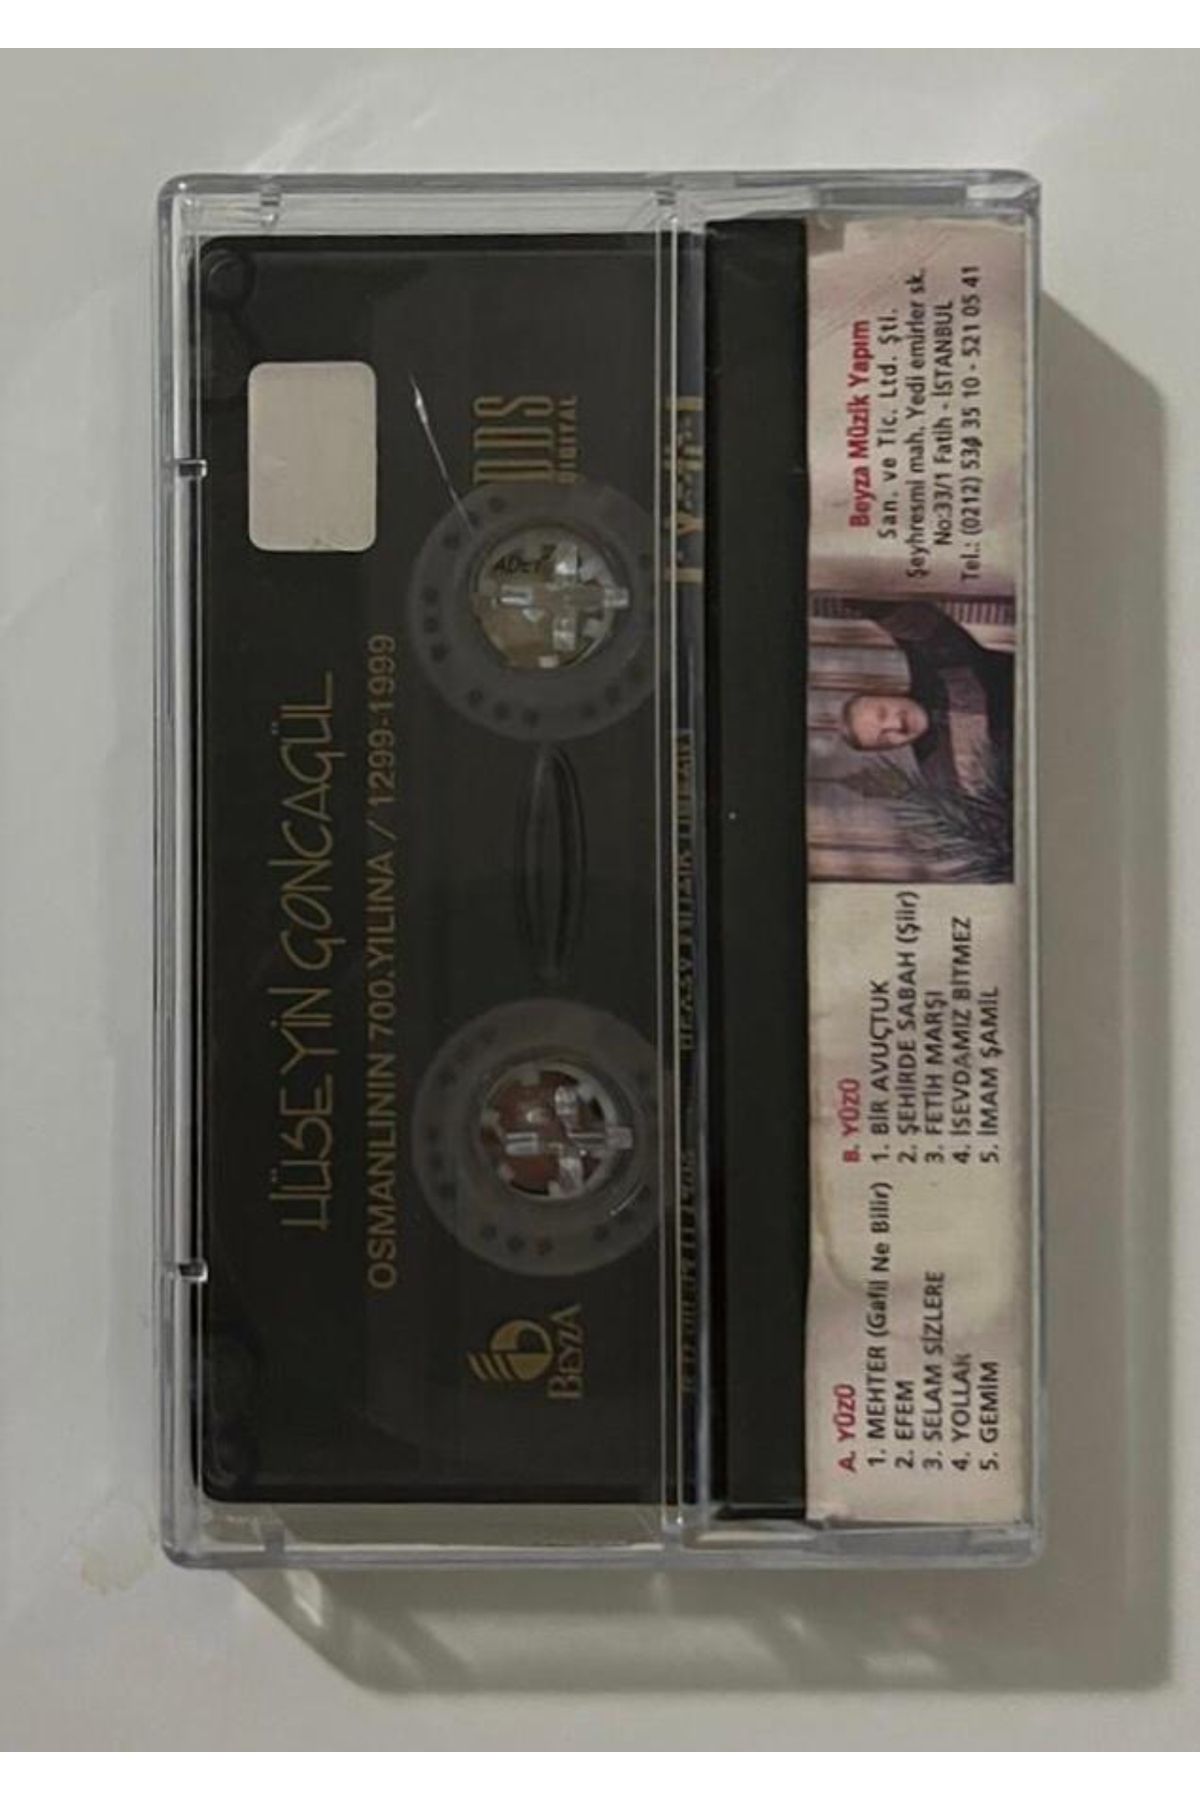 HÜSEYİN GONCAGÜL
OSMANLININ 700.YILINA / 1299-1999
BEYZA
DDS
DIGITAL
A. YÜZÜ
1. MEHTER (Gafil Ne Bilir)
2. EFEM
3. SELAM SİZLERE
4. YOLLAR
5. GEMİM
B. YÜZÜ
1. BİR AVUÇTUK
2. ŞEHİRDE SABAH (Şiir)
3. FETİH MARŞI
4. İSEVDAMIZ BİTMEZ
5. İMAM ŞAMİL
Beyza Müzik Yapım
San. ve Tic. Ltd. Şti.
Şeyhresmi mah. Yedi emirler sk.
No:33/1 Fatih - İSTANBUL
Tel.: (0212) 35 10 - 521 05 41